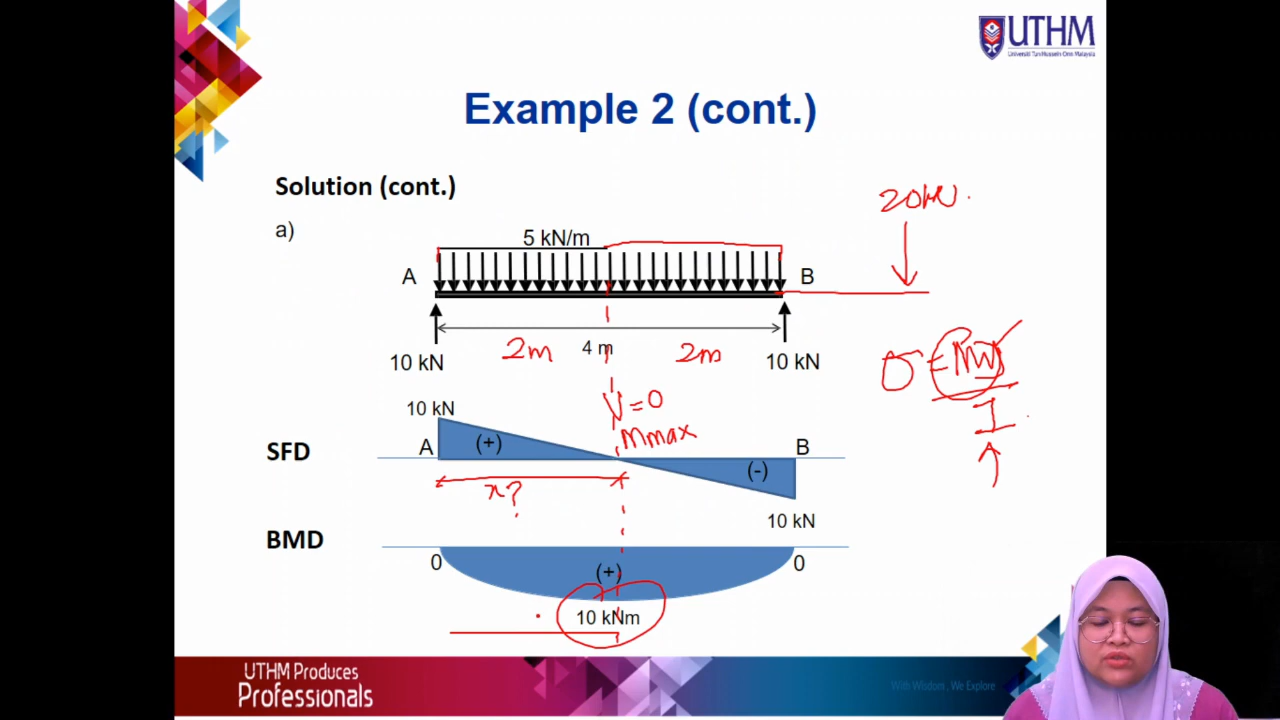 UTHM
Universiti Tun Hussein Onn Malaysia
Example 2 (cont.)
Solution (cont.)
a)
20kN.
5 kN/m
A
B
2m
4 m
2m
10 kN
10 kN
V=0
Mmax
10 kN
SFD
A
(+)
B
(-)
x?
10 kN
BMD
0
(+)
0
10 kNm
UTHM Produces
Professionals
With Wisdom, We Explore